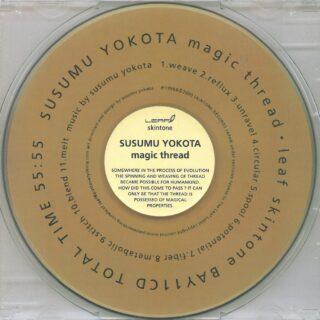 SUSUMU YOKOTA magic thread • leaf skintone BAY11CD TOTAL TIME 55:55
music by susumu yokota 1.weave 2.reflux 3.unravel 4.circular 5.spool 6.potential 7.fiber 8.metabolic 9.stitch 10.blend 11.melt
LEAF
skintone
SUSUMU YOKOTA
magic thread
SOMEWHERE IN THE PROCESS OF EVOLUTION
THE SPINNING AND WEAVING OF THREAD
BECAME POSSIBLE FOR HUMANKIND.
HOW DID THIS COME TO PASS? IT CAN
ONLY BE THAT THE THREAD IS
POSSESSED OF MAGICAL
PROPERTIES